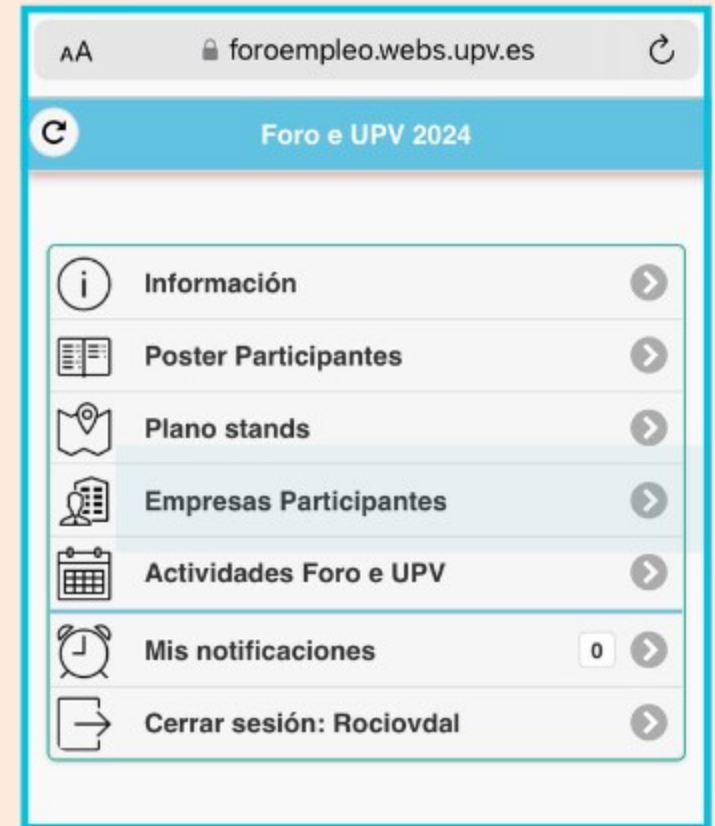 AA foroempleo.webs.upv.es
Foro e UPV 2024
Información
Poster Participantes
Plano stands
Empresas Participantes
Actividades Foro e UPV
Mis notificaciones 0
Cerrar sesión: Rociovdal